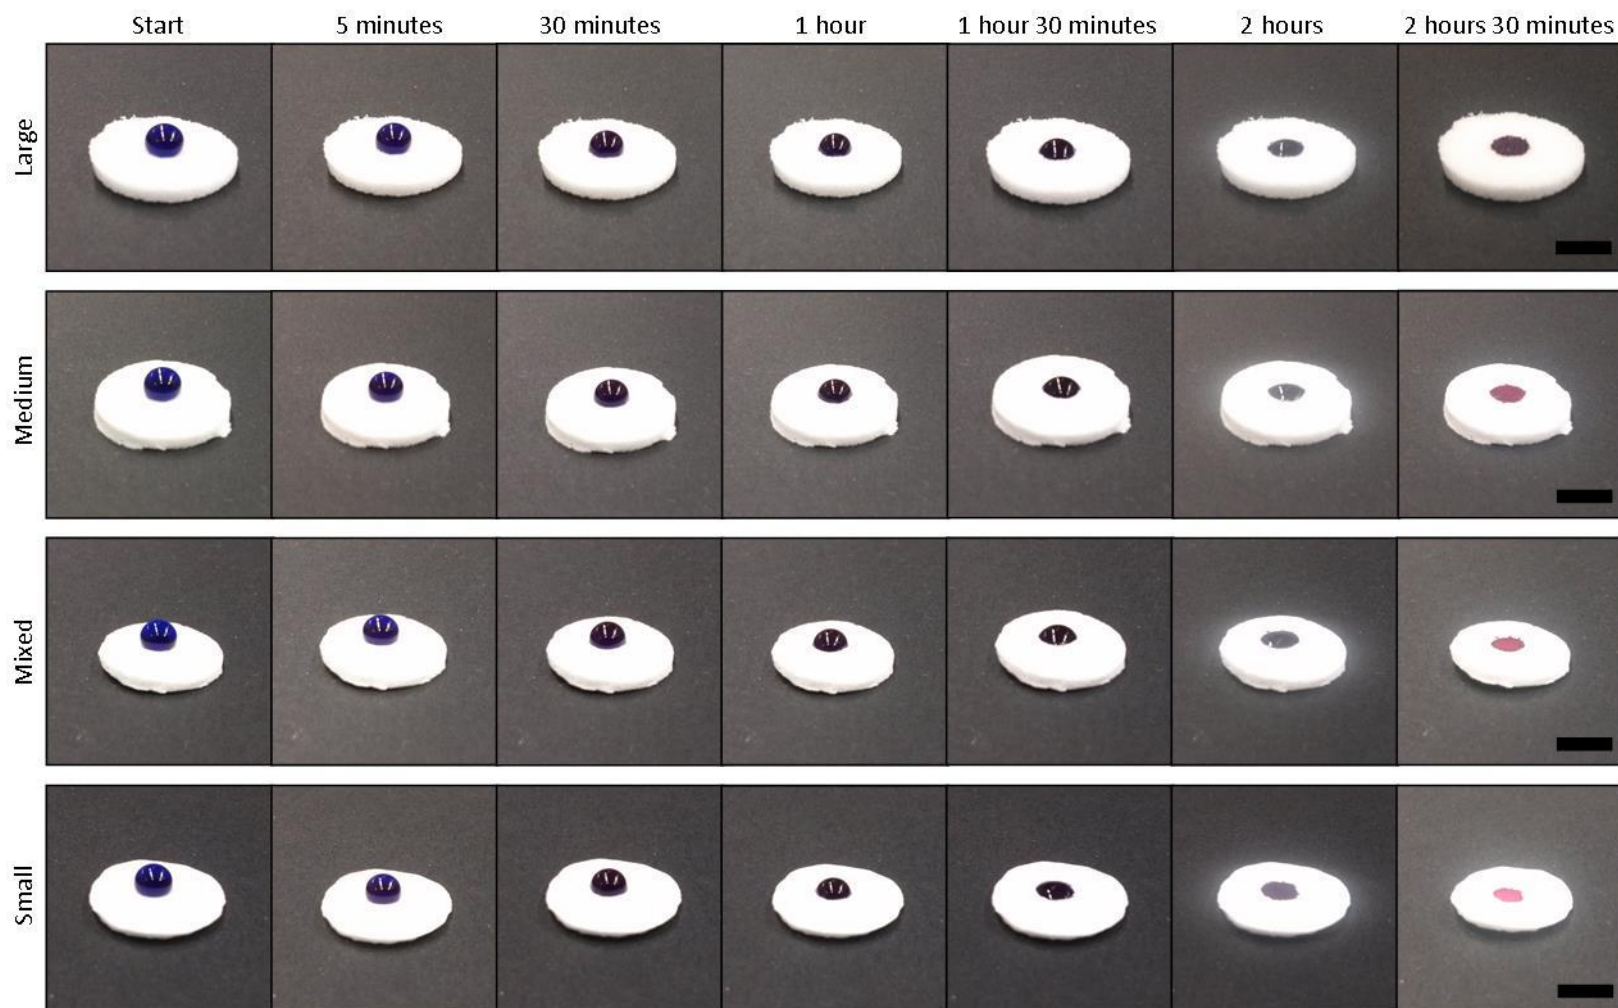 Start 5 minutes 30 minutes 1 hour 1 hour 30 minutes 2 hours 2 hours 30 minutes
Large
Medium
Mixed
Small